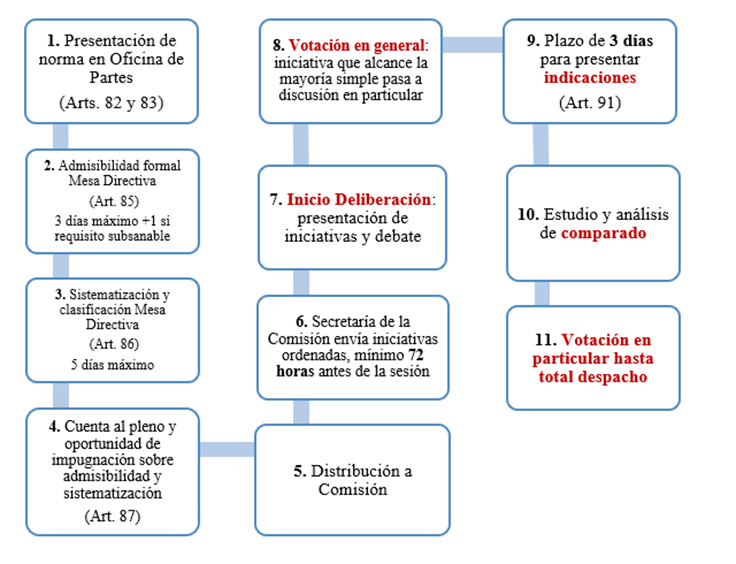 1. Presentación de
norma en Oficina de
Partes
(Arts. 82 y 83)
2. Admisibilidad formal
Mesa Directiva
(Art. 85)
3 días máximo +1 si
requisito subsanable
3. Sistematización y
clasificación Mesa
Directiva
(Art. 86)
5 días máximo
4. Cuenta al pleno y
oportunidad de
impugnación sobre
admisibilidad y
sistematización
(Art. 87)
5. Distribución a
Comisión
6. Secretaría de la
Comisión envía iniciativas
ordenadas, mínimo 72
horas antes de la sesión
7. Inicio Deliberación:
presentación de
iniciativas y debate
8. Votación en general:
iniciativa que alcance la
mayoría simple pasa a
discusión en particular
9. Plazo de 3 días
para presentar
indicaciones
(Art. 91)
10. Estudio y análisis
de comparado
11. Votación en
particular hasta
total despacho